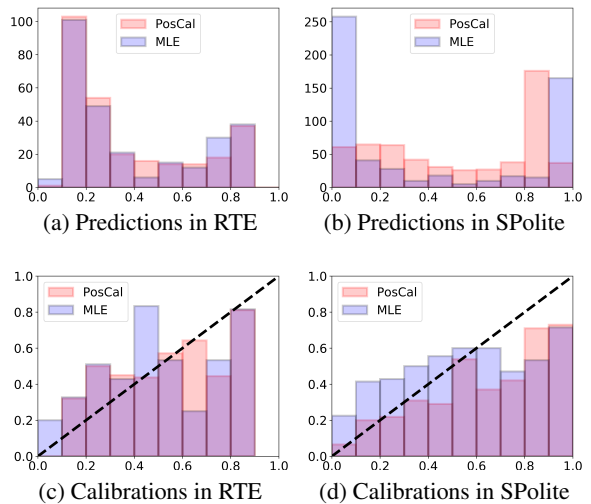 PosCal
MLE
100
80
60
40
20
0
0.0 0.2 0.4 0.6 0.8 1.0
(a) Predictions in RTE
PosCal
MLE
250
200
150
100
50
0
0.0 0.2 0.4 0.6 0.8 1.0
(b) Predictions in SPolite
PosCal
MLE
1.0
0.8
0.6
0.4
0.2
0.0
0.0 0.2 0.4 0.6 0.8 1.0
(c) Calibrations in RTE
PosCal
MLE
1.0
0.8
0.6
0.4
0.2
0.0
0.0 0.2 0.4 0.6 0.8 1.0
(d) Calibrations in SPolite